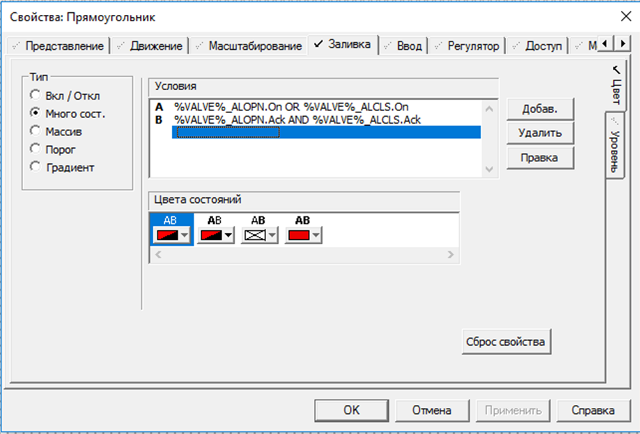 Свойства: Прямоугольник
Представление Движение Масштабирование Заливка Ввод Регулятор Доступ
Тип
Вкл / Откл
Много сост.
Массив
Порог
Градиент
Условия
A %VALVE%_ALOPN.On OR %VALVE%_ALCLS.On
B %VALVE%_ALOPN.Ack AND %VALVE%_ALCLS.Ack
Добав.
Удалить
Правка
Цвета состояний
AB AB AB AB
Сброс свойства
Цвет
Уровень
OK Отмена Применить Справка